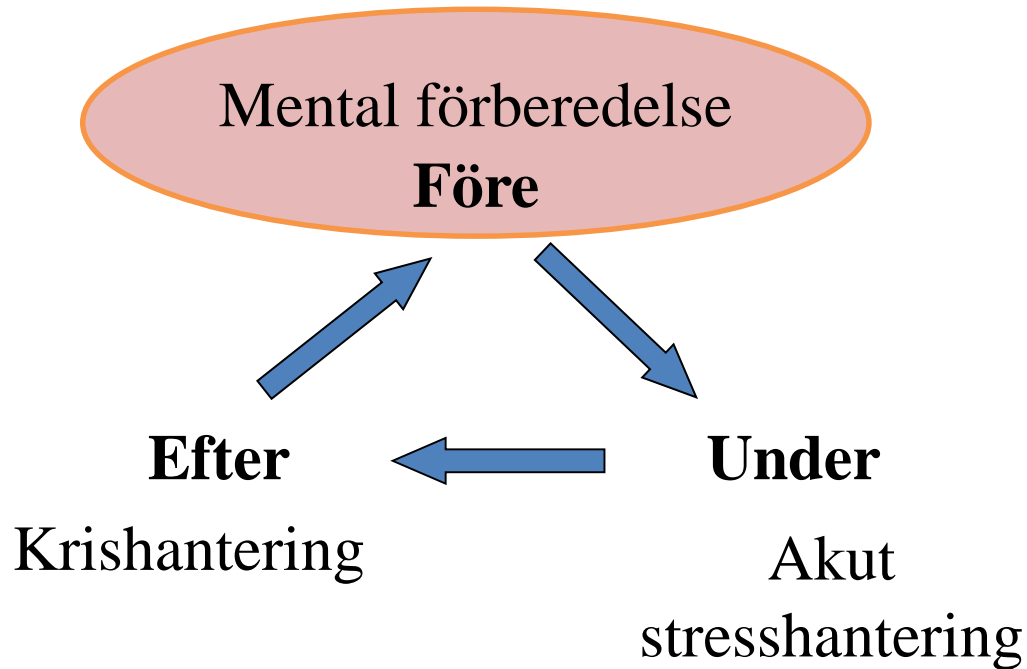 Mental förberedelse
Före
Efter
Krishantering
Under
Akut
stresshantering